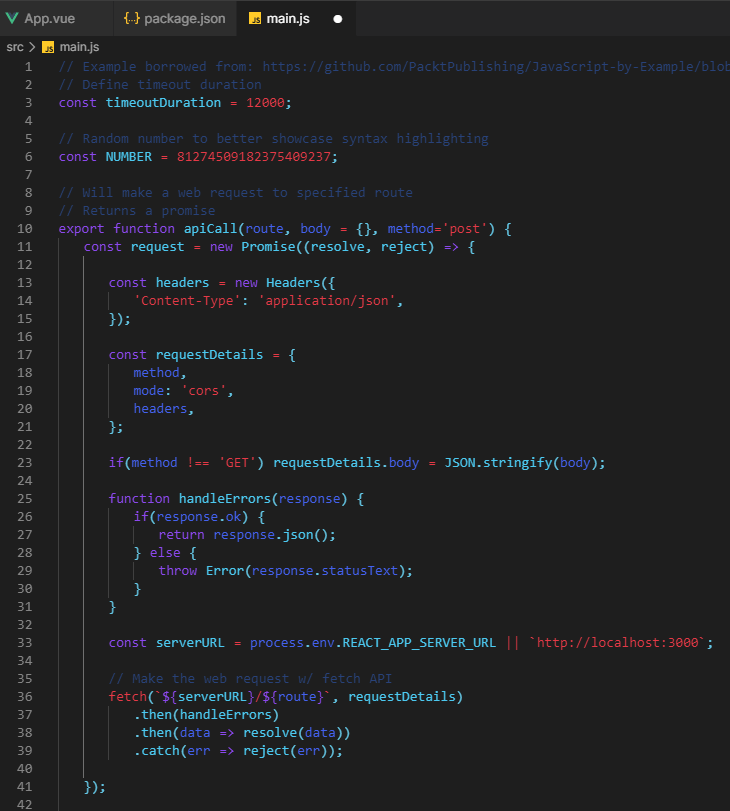 App.vue {··} package.json JS main.js
src > JS main.js
1 // Example borrowed from: https://github.com/PacktPublishing/JavaScript-by-Example/blob
2 // Define timeout duration
3 const timeoutDuration = 12000;
4
5 // Random number to better showcase syntax highlighting
6 const NUMBER = 81274509182375409237;
7
8 // Will make a web request to specified route
9 // Returns a promise
10 export function apiCall(route, body = {}, method='post') {
11 const request = new Promise((resolve, reject) => {
12
13 const headers = new Headers({
14 'Content-Type': 'application/json',
15 });
16
17 const requestDetails = {
18 method,
19 mode: 'cors',
20 headers,
21 };
22
23 if(method !== 'GET') requestDetails.body = JSON.stringify(body);
24
25 function handleErrors(response) {
26 if(response.ok) {
27 return response.json();
28 } else {
29 throw Error(response.statusText);
30 }
31 }
32
33 const serverURL = process.env.REACT_APP_SERVER_URL || `http://localhost:3000`;
34
35 // Make the web request w/ fetch API
36 fetch(`${serverURL}/${route}`, requestDetails)
37 .then(handleErrors)
38 .then(data => resolve(data))
39 .catch(err => reject(err));
40
41 });
42